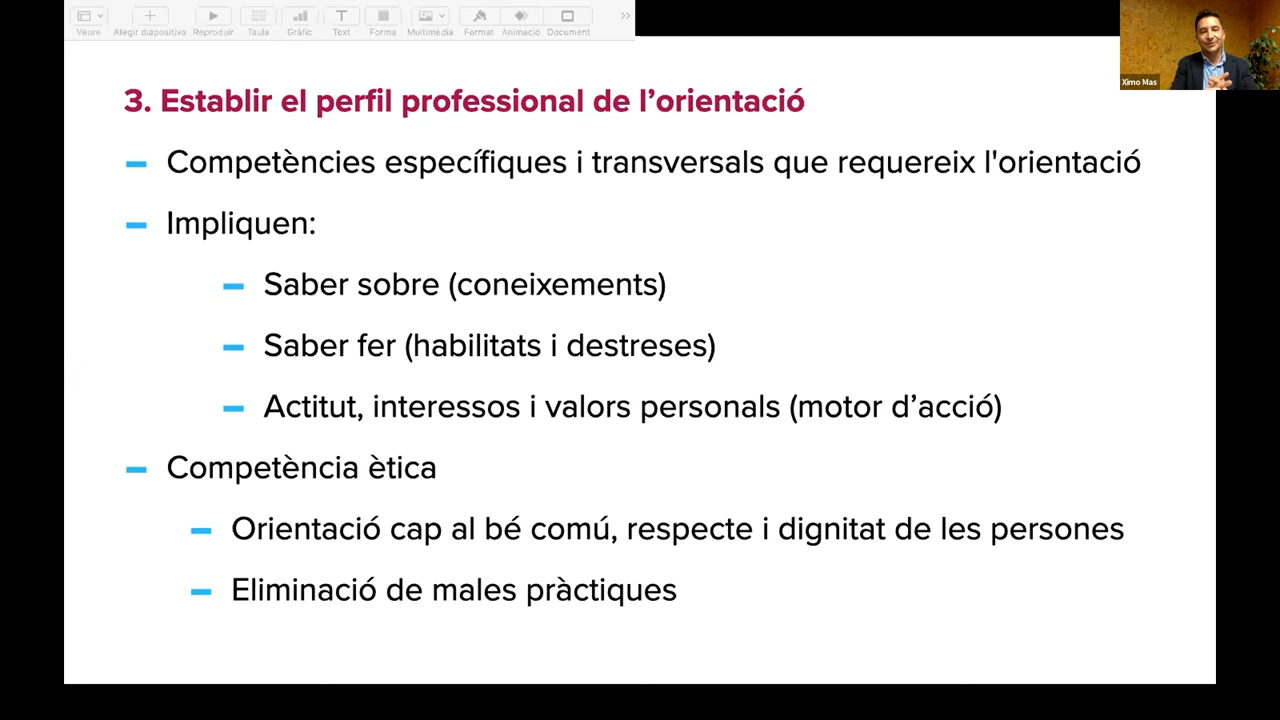 Veure
Afegir diapositiva
Reproduir
Taula
Gràfic
Text
Forma
Multimèdia
Format
Animació
Document
Ximo Mas
3. Establir el perfil professional de l’orientació
Competències específiques i transversals que requereix l'orientació
Impliquen:
Saber sobre (coneixements)
Saber fer (habilitats i destreses)
Actitut, interessos i valors personals (motor d’acció)
Competència ètica
Orientació cap al bé comú, respecte i dignitat de les persones
Eliminació de males pràctiques